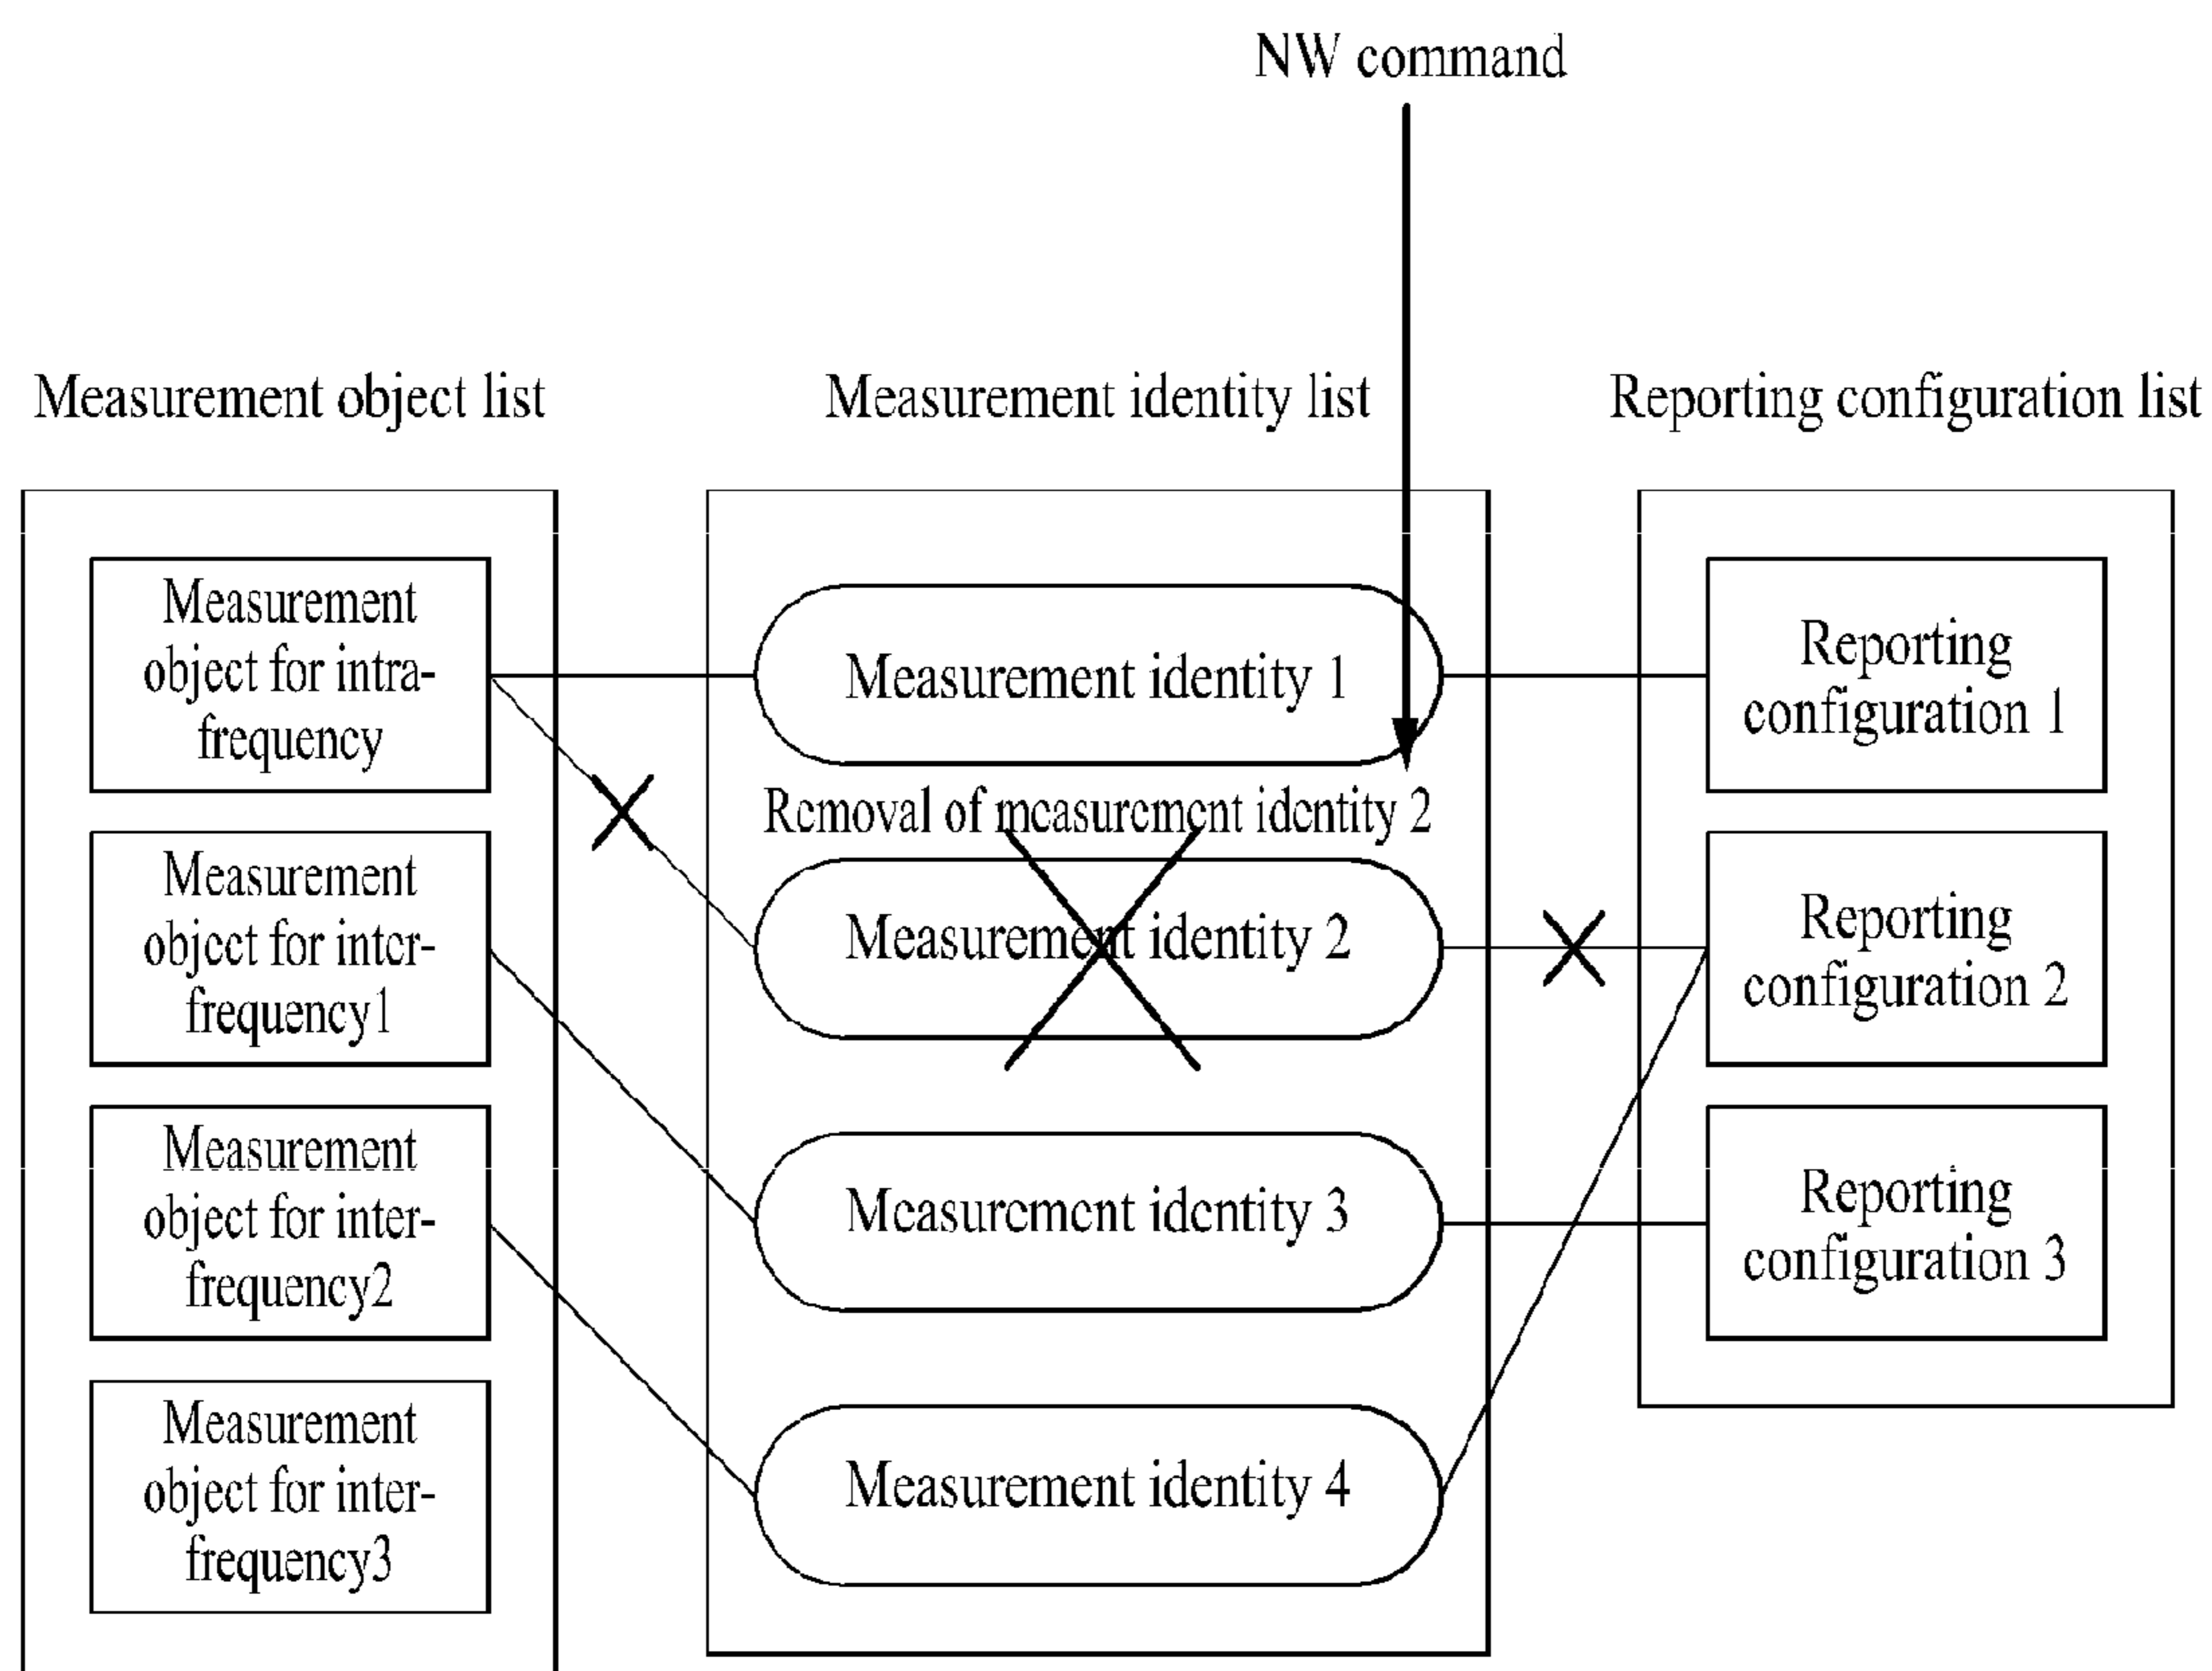 NW command
Measurement object list
Measurement identity list
Reporting configuration list
Measurement
object for intra-
frequency
Measurement
object for inter-
frequency1
Measurement
object for inter-
frequency2
Measurement
object for inter-
frequency3
Measurement identity 1
Removal of measurement identity 2
Measurement identity 2
Measurement identity 3
Measurement identity 4
Reporting
configuration 1
Reporting
configuration 2
Reporting
configuration 3